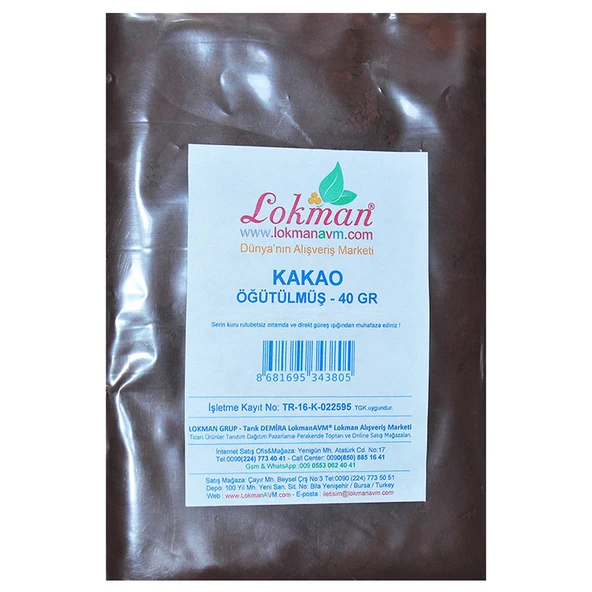 Lokman®
www.lokmanavm.com
Dünya'nın Alışveriş Marketi
KAKAO
ÖĞÜTÜLMÜŞ - 40 GR
Serin kuru rutubetsiz ortamda ve direkt güneş ışığından muhafaza ediniz !
8 681695 343805
İşletme Kayıt No: TR-16-K-022595 TGK.uygundur.
LOKMAN GRUP - Tarık DEMİRA LokmanAVM® Lokman Alışveriş Marketi
Ticari Ürünler Tanıtım Dağıtım Pazarlama-Perakende Toptan ve Online Satış Mağazaları
İnternet Satış Ofis&Mağaza: Yenigün Mh. Atatürk Cd. No:17
Tel:0090(224) 773 40 41 - Call Center: 0090(850) 885 16 41
Gsm & WhatsApp :009 0553 062 40 41
Satış Mağaza: Çayır Mh. Beysel Çrş No:3 Tel:0090 (224) 773 50 51
Depo: 100.Yıl Mh. Yeni San. Sit. No: Bila Yenişehir / Bursa / Turkey
Web : www.LokmanAVM.com - E-posta : iletisim@lokmanavm.com